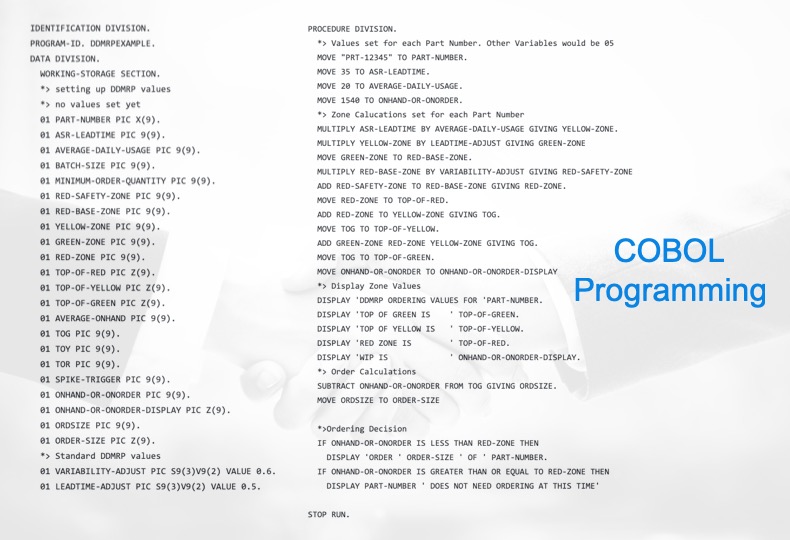 IDENTIFICATION DIVISION.
PROGRAM-ID. DDMRPEXAMPLE.
DATA DIVISION.
WORKING-STORAGE SECTION.
*> setting up DDMRP values
*> no values set yet
01 PART-NUMBER PIC X(9).
01 ASR-LEADTIME PIC 9(9).
01 AVERAGE-DAILY-USAGE PIC 9(9).
01 BATCH-SIZE PIC 9(9).
01 MINIMUM-ORDER-QUANTITY PIC 9(9).
01 RED-SAFETY-ZONE PIC 9(9).
01 RED-BASE-ZONE PIC 9(9).
01 YELLOW-ZONE PIC 9(9).
01 GREEN-ZONE PIC 9(9).
01 RED-ZONE PIC 9(9).
01 TOP-OF-RED PIC Z(9).
01 TOP-OF-YELLOW PIC Z(9).
01 TOP-OF-GREEN PIC Z(9).
01 AVERAGE-ONHAND PIC 9(9).
01 TOG PIC 9(9).
01 TOY PIC 9(9).
01 TOR PIC 9(9).
01 SPIKE-TRIGGER PIC 9(9).
01 ONHAND-OR-ONORDER PIC 9(9).
01 ONHAND-OR-ONORDER-DISPLAY PIC Z(9).
01 ORDSIZE PIC 9(9).
01 ORDER-SIZE PIC Z(9).
*> Standard DDMRP values
01 VARIABILITY-ADJUST PIC S9(3)V9(2) VALUE 0.6.
01 LEADTIME-ADJUST PIC S9(3)V9(2) VALUE 0.5.
PROCEDURE DIVISION.
*> Values set for each Part Number. Other Variables would be 05
MOVE "PRT-12345" TO PART-NUMBER.
MOVE 35 TO ASR-LEADTIME.
MOVE 20 TO AVERAGE-DAILY-USAGE.
MOVE 1540 TO ONHAND-OR-ONORDER.
*> Zone Calucations set for each Part Number
MULTIPLY ASR-LEADTIME BY AVERAGE-DAILY-USAGE GIVING YELLOW-ZONE.
MULTIPLY YELLOW-ZONE BY LEADTIME-ADJUST GIVING GREEN-ZONE
MOVE GREEN-ZONE TO RED-BASE-ZONE.
MULTIPLY RED-BASE-ZONE BY VARIABILITY-ADJUST GIVING RED-SAFETY-ZONE
ADD RED-SAFETY-ZONE TO RED-BASE-ZONE GIVING RED-ZONE.
MOVE RED-ZONE TO TOP-OF-RED.
ADD RED-ZONE TO YELLOW-ZONE GIVING TOG.
MOVE TOG TO TOP-OF-YELLOW.
ADD GREEN-ZONE RED-ZONE YELLOW-ZONE GIVING TOG.
MOVE TOG TO TOP-OF-GREEN.
MOVE ONHAND-OR-ONORDER TO ONHAND-OR-ONORDER-DISPLAY
*> Display Zone Values
DISPLAY 'DDMRP ORDERING VALUES FOR 'PART-NUMBER.
DISPLAY 'TOP OF GREEN IS ' TOP-OF-GREEN.
DISPLAY 'TOP OF YELLOW IS ' TOP-OF-YELLOW.
DISPLAY 'RED ZONE IS ' TOP-OF-RED.
DISPLAY 'WIP IS ' ONHAND-OR-ONORDER-DISPLAY.
*> Order Calculations
SUBTRACT ONHAND-OR-ONORDER FROM TOG GIVING ORDSIZE.
MOVE ORDSIZE TO ORDER-SIZE
*>Ordering Decision
IF ONHAND-OR-ONORDER IS LESS THAN RED-ZONE THEN
DISPLAY 'ORDER ' ORDER-SIZE ' OF ' PART-NUMBER.
IF ONHAND-OR-ONORDER IS GREATER THAN OR EQUAL TO RED-ZONE THEN
DISPLAY PART-NUMBER ' DOES NOT NEED ORDERING AT THIS TIME'
STOP RUN.
COBOL
Programming